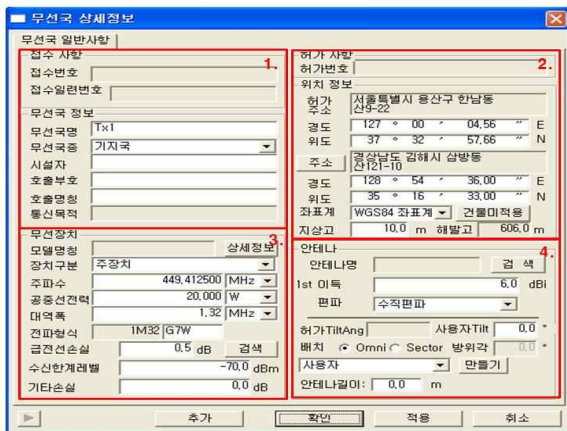 무선국 상세정보
무선국 일반사항
접수 사항
1.
접수번호
접수일련번호
무선국 정보
무선국명 Tx1
무선국종 기지국
시설자
호출부호
호출명칭
통신목적
허가 사항
2.
허가번호
위치 정보
허가주소 서울특별시 용산구 한남동 산9-22
경도 127 ° 00 ′ 04,56 ″ E
위도 37 ° 32 ′ 57,66 ″ N
주소 경상남도 김해시 삼방동 산121-10
경도 128 ° 54 ′ 36,00 ″ E
위도 35 ° 16 ′ 33,00 ″ N
좌표계 WGS84 좌표계 건물미적용
지상고 10,0 m 해발고 606,0 m
무선장치
3.
모델명칭 상세정보
장치구분 주장치
주파수 449,412500 MHz
공중선전력 20,000 W
대역폭 1,32 MHz
전파형식 1M32 G7W
급전선손실 0,5 dB 검색
수신한계레벨 -70,0 dBm
기타손실 0,0 dB
안테나
4.
안테나명 검 색
1st 이득 6,0 dBi
편파 수직편파
허가TiltAng 사용자Tilt 0,0 °
배치 Omni Sector 방위각 0,0 °
사용자 만들기
안테나길이: 0,0 m
추가 확인 적용 취소